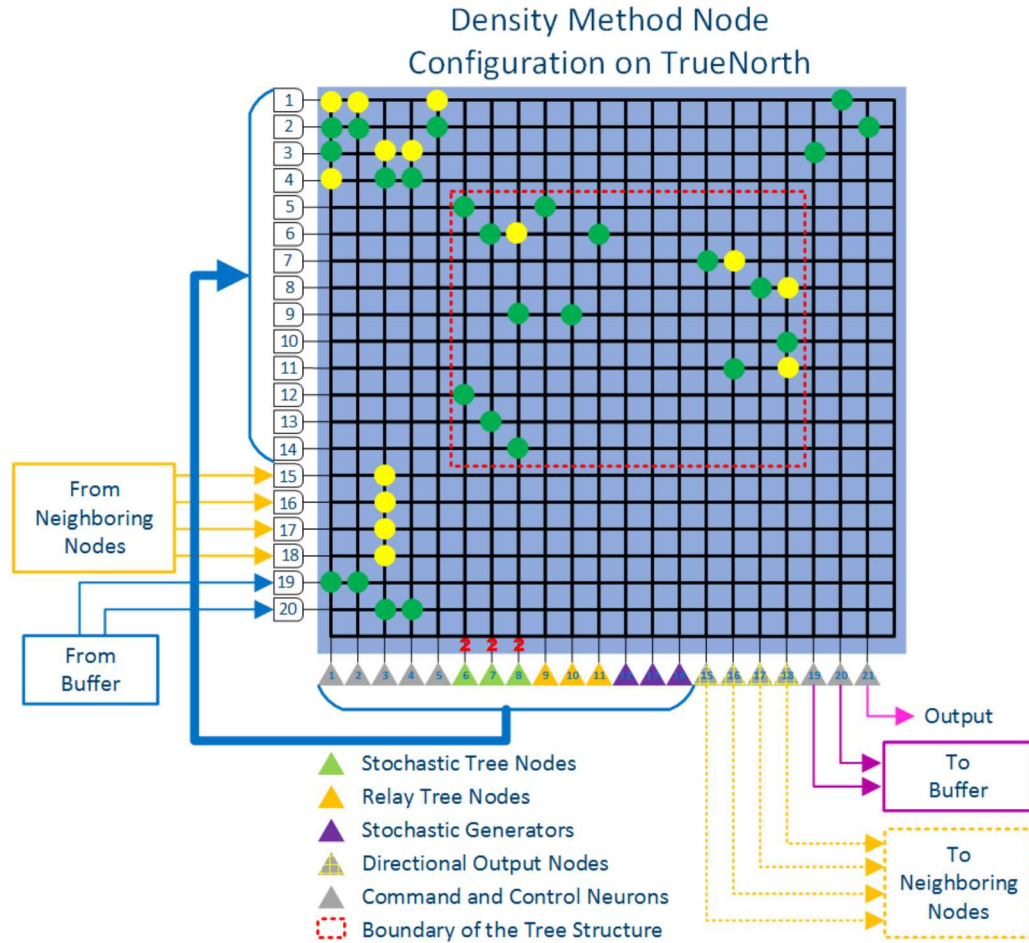 Density Method Node
Configuration on TrueNorth
1
2
3
4
5
6
7
8
9
10
11
12
13
14
15
16
17
18
19
20
From
Neighboring
Nodes
From
Buffer
2 2 2
1 2 3 4 5 6 7 8 9 10 11 12 13 14 15 16 17 18 19 20 21
Output
To
Buffer
To
Neighboring
Nodes
Stochastic Tree Nodes
Relay Tree Nodes
Stochastic Generators
Directional Output Nodes
Command and Control Neurons
Boundary of the Tree Structure